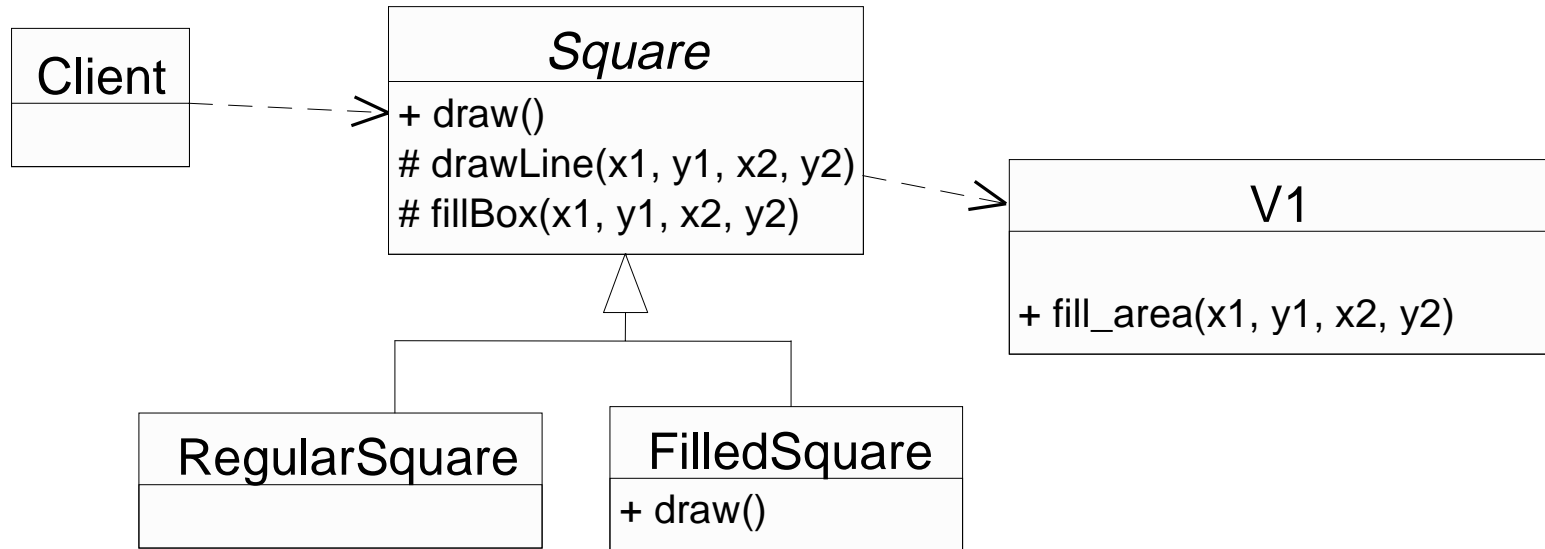 Client
Square
+ draw()
# drawLine(x1, y1, x2, y2)
# fillBox(x1, y1, x2, y2)
V1
+ fill_area(x1, y1, x2, y2)
RegularSquare
FilledSquare
+ draw()